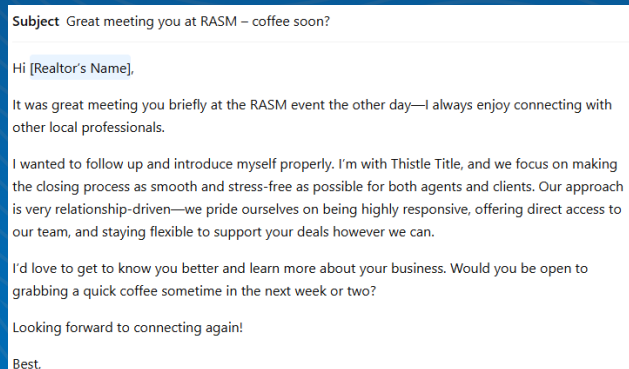 Subject Great meeting you at RASM – coffee soon?
Hi [Realtor's Name],
It was great meeting you briefly at the RASM event the other day—I always enjoy connecting with
other local professionals.
I wanted to follow up and introduce myself properly. I'm with Thistle Title, and we focus on making
the closing process as smooth and stress-free as possible for both agents and clients. Our approach
is very relationship-driven—we pride ourselves on being highly responsive, offering direct access to
our team, and staying flexible to support your deals however we can.
I'd love to get to know you better and learn more about your business. Would you be open to
grabbing a quick coffee sometime in the next week or two?
Looking forward to connecting again!
Best,